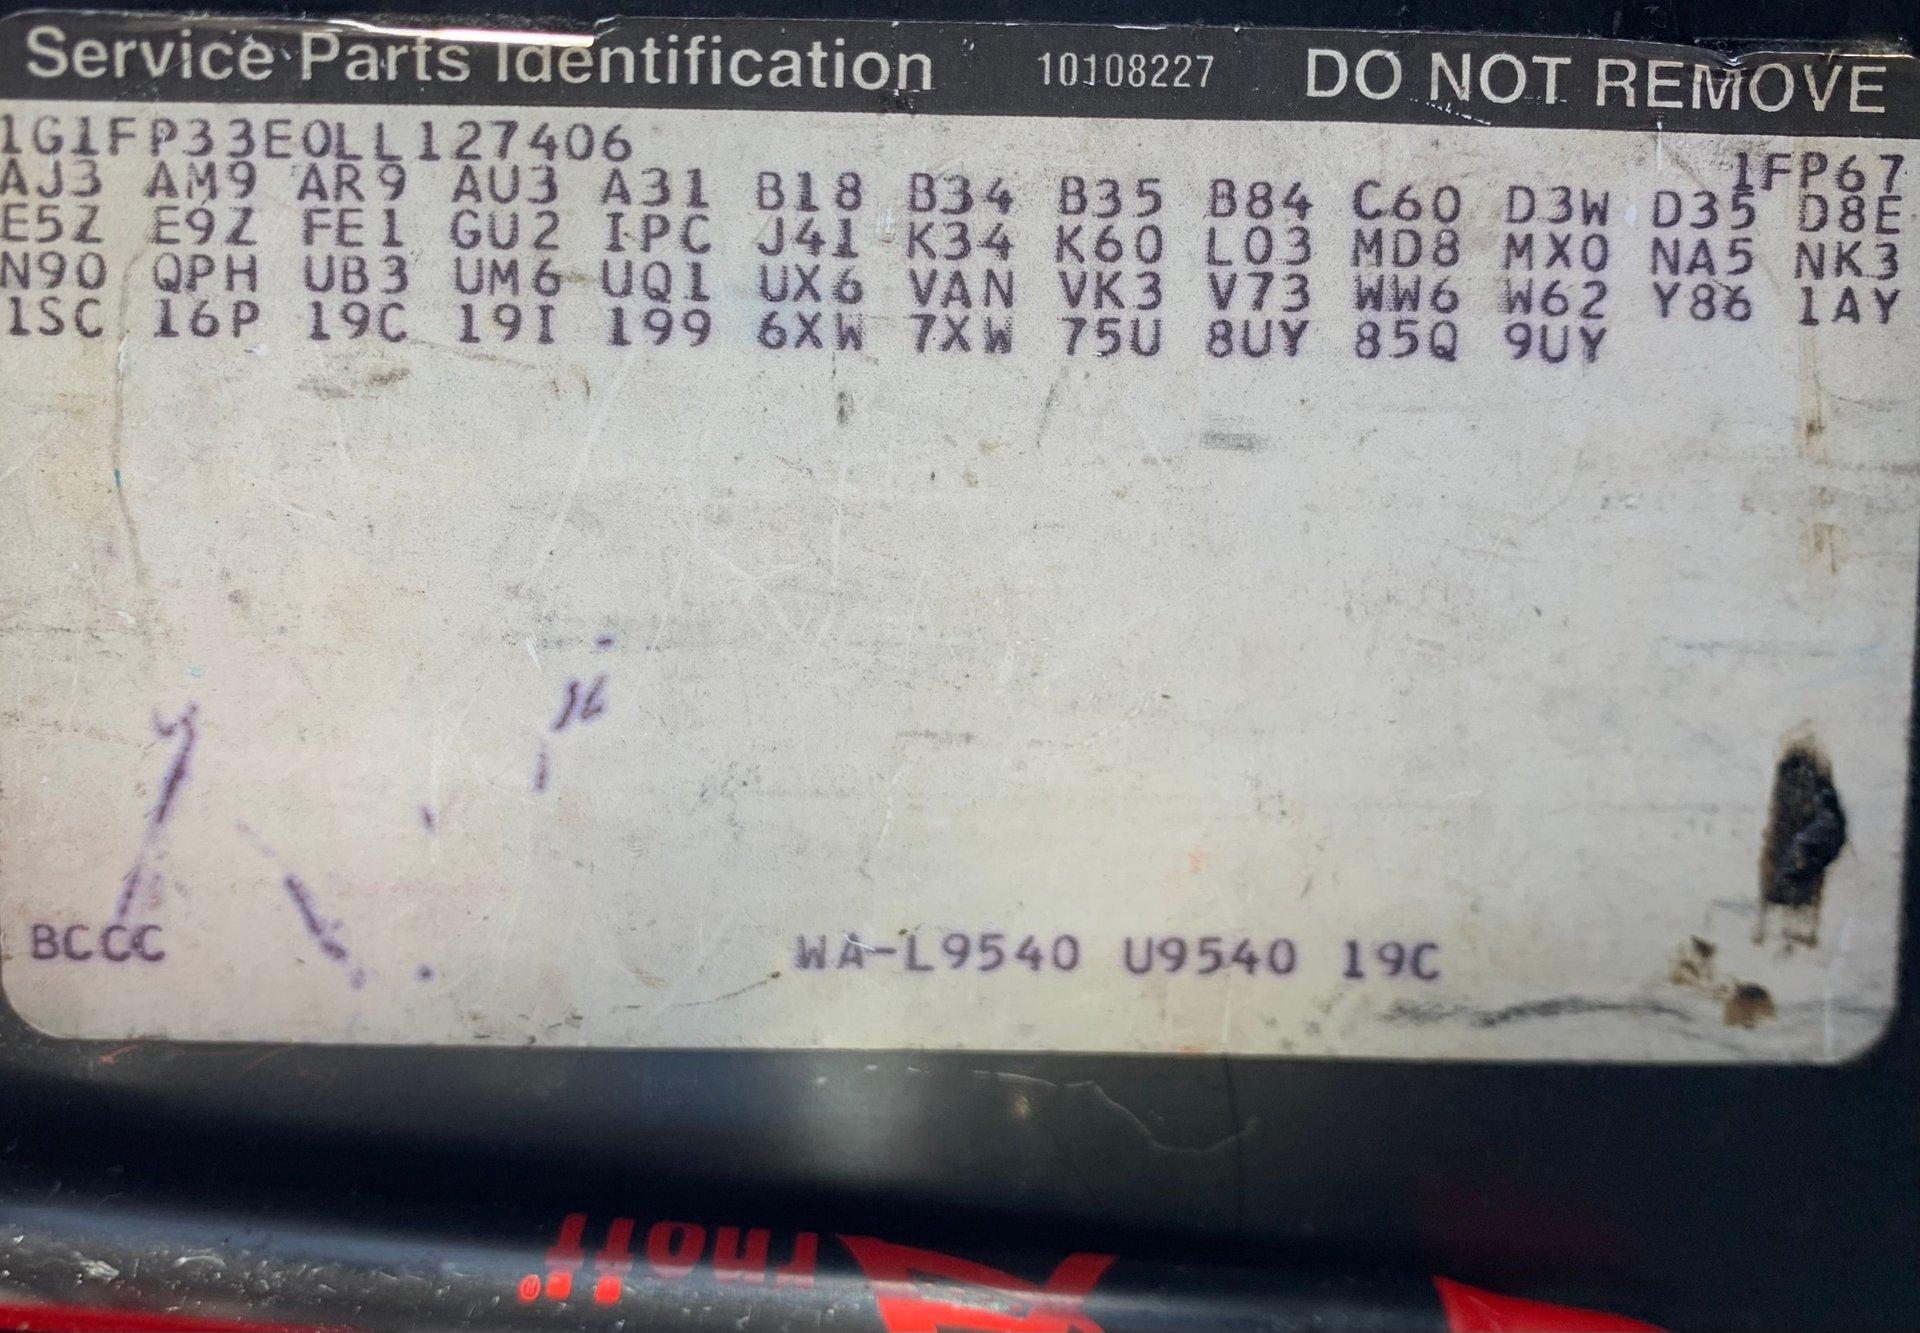 Service Parts Identification 10108227 DO NOT REMOVE
1G1FP33E0LL127406 1FP67
AJ3 AM9 AR9 AU3 A31 B18 B34 B35 B84 C60 D3W D35 D8E
E5Z E9Z FE1 GU2 IPC J41 K34 K60 L03 MD8 MX0 NA5 NK3
N90 QPH UB3 UM6 UQ1 UX6 VAN VK3 V73 WW6 W62 Y86 1AY
1SC 16P 19C 19I 199 6XW 7XW 75U 8UY 85Q 9UY
BCCC WA-L9540 U9540 19C